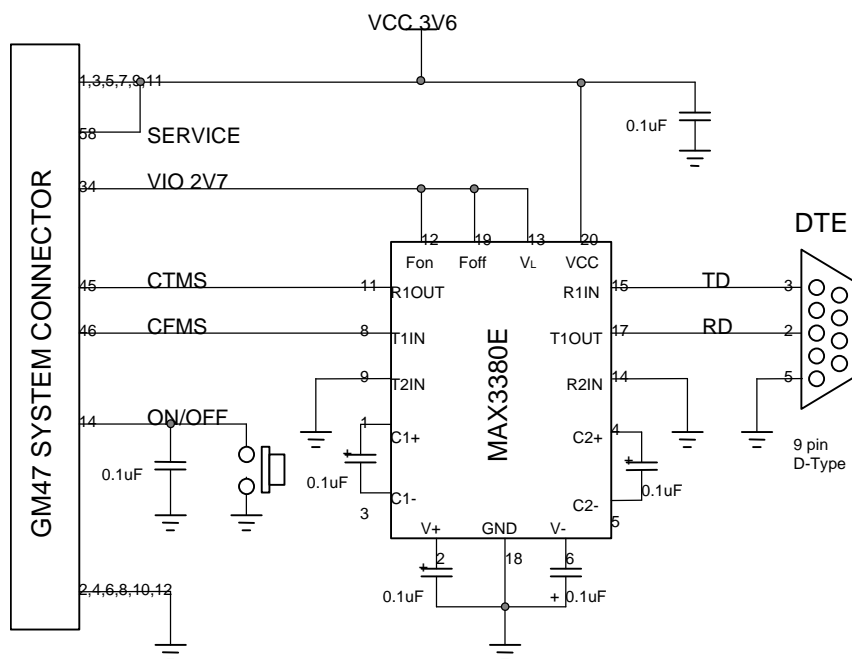 VCC 3V6
1,3,5,7,9,11
0.1uF
58 SERVICE
34 VIO 2V7
DTE
12 19 13 20
Fon Foff VL VCC
45 CTMS 11 R1OUT R1IN 15 TD 3
46 CFMS 8 T1IN T1OUT 17 RD 2
9 T2IN R2IN 14 5
GM47 SYSTEM CONNECTOR
MAX3380E
14 ON/OFF
1 C1+ C2+ 4
9 pin
D-Type
0.1uF
+ 0.1uF
+ 0.1uF
3 C1- C2- 5
V+ GND V-
2 18 6
+ 0.1uF
+ 0.1uF
2,4,6,8,10,12